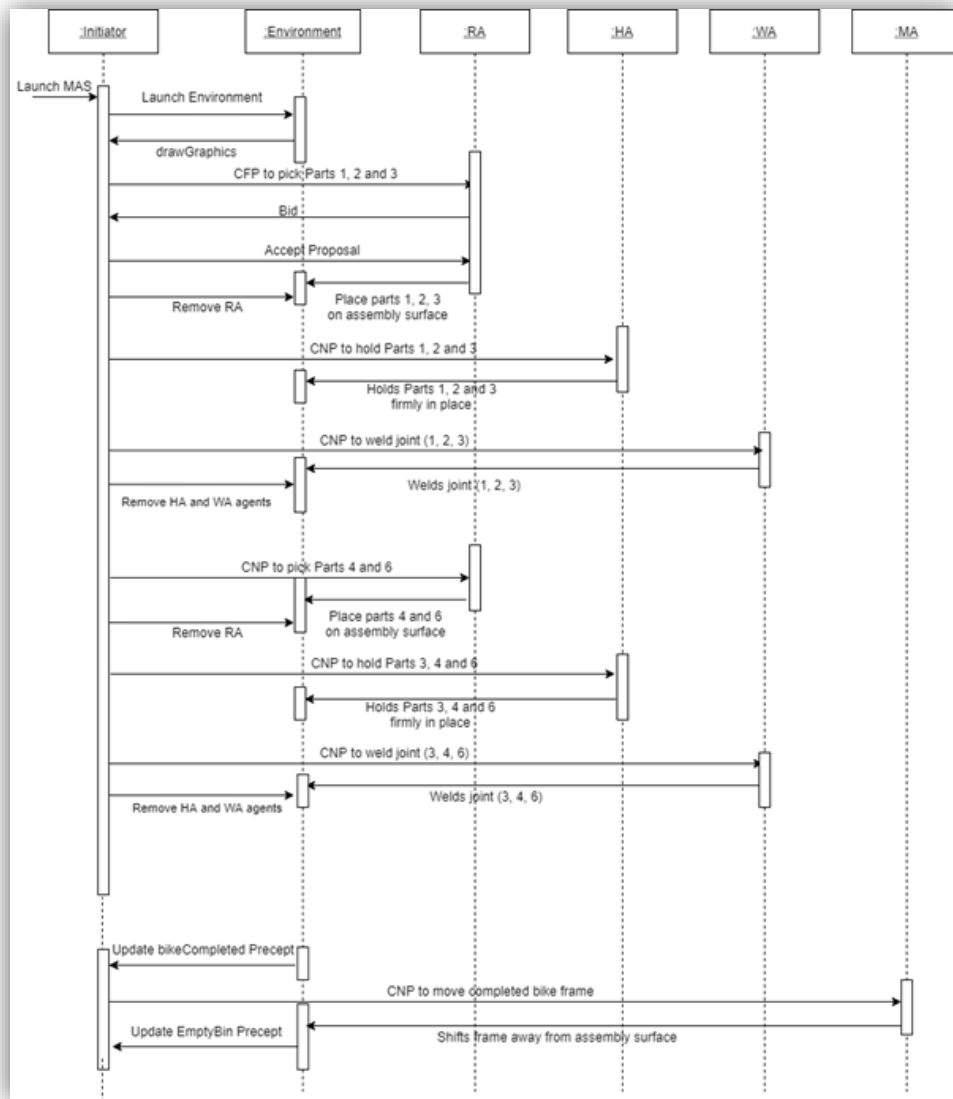 :Initiator
:Environment
:RA
:HA
:WA
:MA
Launch MAS
Launch Environment
drawGraphics
CFP to pick Parts 1, 2 and 3
Bid
Accept Proposal
Remove RA
Place parts 1, 2, 3
on assembly surface
CNP to hold Parts 1, 2 and 3
Holds Parts 1, 2 and 3
firmly in place
CNP to weld joint (1, 2, 3)
Welds joint (1, 2, 3)
Remove HA and WA agents
CNP to pick Parts 4 and 6
Place parts 4 and 6
on assembly surface
Remove RA
CNP to hold Parts 3, 4 and 6
Holds Parts 3, 4 and 6
firmly in place
CNP to weld joint (3, 4, 6)
Welds joint (3, 4, 6)
Remove HA and WA agents
Update bikeCompleted Precept
CNP to move completed bike frame
Shifts frame away from assembly surface
Update EmptyBin Precept